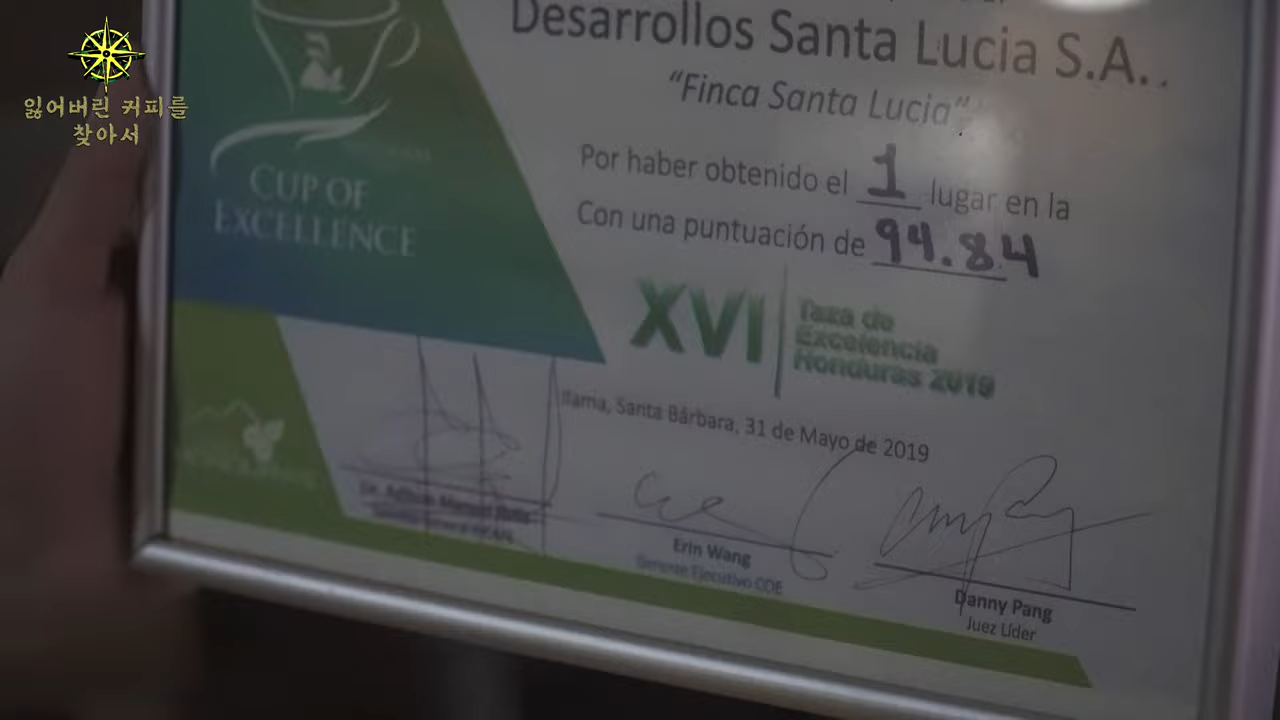 잃어버린 커피를
찾아서
Desarrollos Santa Lucia S.A..
"Finca Santa Lucia"
CUP OF
EXCELLENCE
Por haber obtenido el 1 lugar en la
Con una puntuación de 94.84
XVI
Taza de
Excelencia
Honduras 2019
Ilama, Santa Bárbara, 31 de Mayo de 2019
Erin Wang
Gerente Ejecutivo COE
Danny Pang
Juez Lider